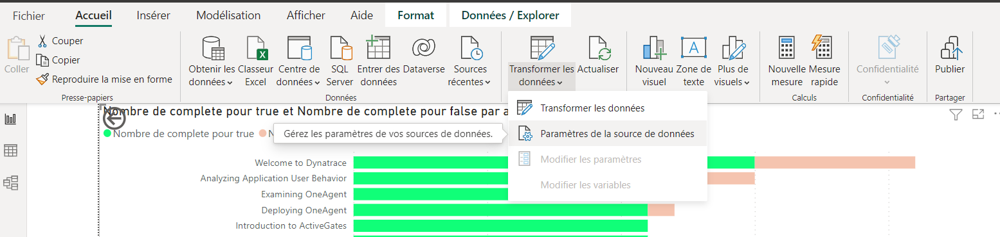 Fichier Accueil Insérer Modélisation Afficher Aide Format Données / Explorer
Coller
Couper
Copier
Reproduire la mise en forme
Presse-papiers
Obtenir les
données
Classeur
Excel
Centre de
données
SQL
Server
Entrer des
données
Dataverse
Sources
récentes
Données
Transformer les
données
Actualiser
Nouveau
visuel
Zone de
texte
Plus de
visuels
Nouvelle
mesure
Mesure
rapide
Calculs
Confidentialité
Confidentialité
Publier
Partager
Transformer les données
Paramètres de la source de données
Modifier les paramètres
Modifier les variables
Gérez les paramètres de vos sources de données.
Nombre de complete pour true et Nombre de complete pour false par a
Nombre de complete pour true
Welcome to Dynatrace
Analyzing Application User Behavior
Examining OneAgent
Deploying OneAgent
Introduction to ActiveGates